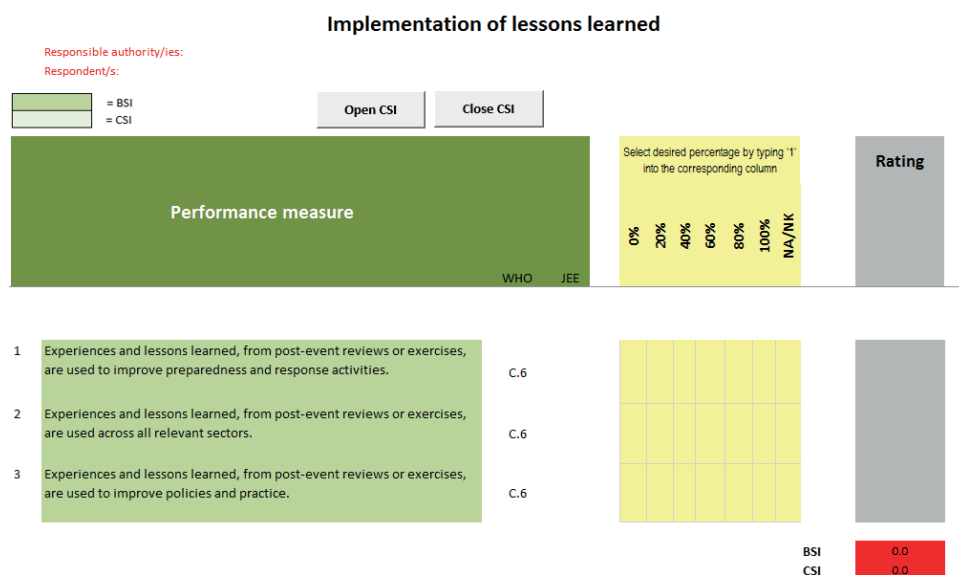 Implementation of lessons learned
Responsible authority/ies:
Respondent/s:
= BSI
= CSI
Open CSI
Close CSI
Performance measure
WHO JEE
Select desired percentage by typing '1'
into the corresponding column
0% 20% 40% 60% 80% 100% NA/NK
Rating
1 Experiences and lessons learned, from post-event reviews or exercises,
are used to improve preparedness and response activities.
C.6
2 Experiences and lessons learned, from post-event reviews or exercises,
are used across all relevant sectors.
C.6
3 Experiences and lessons learned, from post-event reviews or exercises,
are used to improve policies and practice.
C.6
BSI 0.0
CSI 0.0